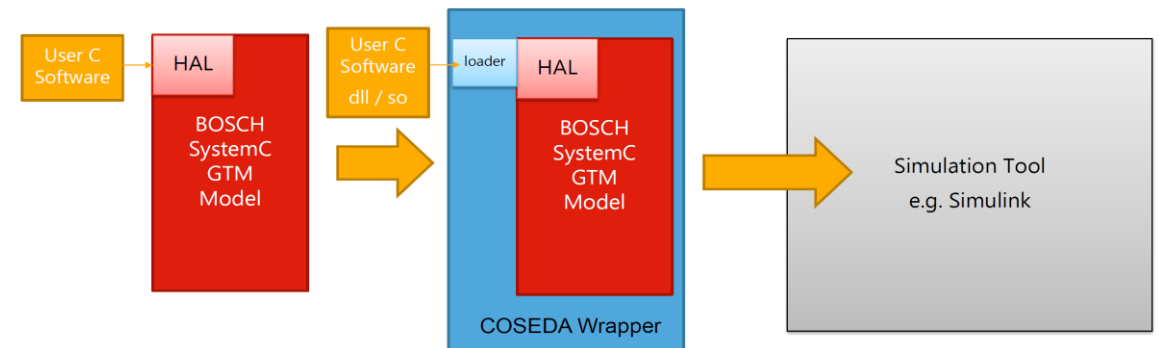 User C
Software
HAL
BOSCH
SystemC
GTM
Model
User C
Software
dll / so
loader
HAL
BOSCH
SystemC
GTM
Model
COSEDA Wrapper
Simulation Tool
e.g. Simulink